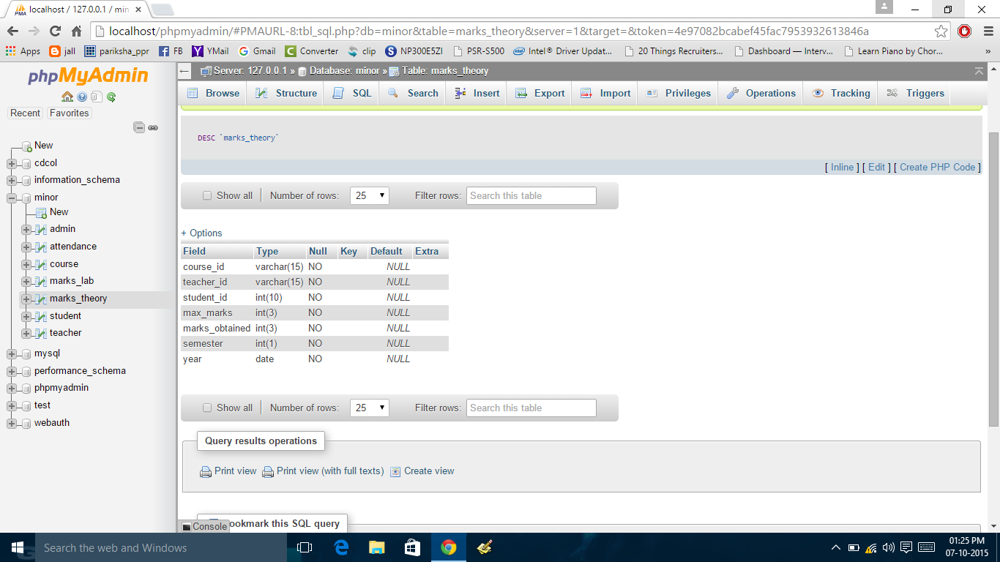 localhost / 127.0.0.1 / min
localhost/phpmyadmin/#PMAURL-8:tbl_sql.php?db=minor&table=marks_theory&server=1&target=&token=4e97082bcabef45fac7953932613846a
Apps jall pariksha_ppr FB YMail Gmail Converter clip NP300E5ZI PSR-S500 Intel® Driver Updat... 20 Things Recruiters... Dashboard — Interv... Learn Piano by Chor... »
phpMyAdmin
Recent Favorites
New
cdcol
information_schema
minor
New
admin
attendance
course
marks_lab
marks_theory
student
teacher
mysql
performance_schema
phpmyadmin
test
webauth
Server: 127.0.0.1 » Database: minor » Table: marks_theory
Browse Structure SQL Search Insert Export Import Privileges Operations Tracking Triggers
DESC `marks_theory`
[ Inline ] [ Edit ] [ Create PHP Code ]
Show all Number of rows: 25 Filter rows: Search this table
+ Options
Field Type Null Key Default Extra
course_id varchar(15) NO NULL
teacher_id varchar(15) NO NULL
student_id int(10) NO NULL
max_marks int(3) NO NULL
marks_obtained int(3) NO NULL
semester int(1) NO NULL
year date NO NULL
Show all Number of rows: 25 Filter rows: Search this table
Query results operations
Print view Print view (with full texts) Create view
ookmark this SQL query
Console
Search the web and Windows
01:25 PM
07-10-2015